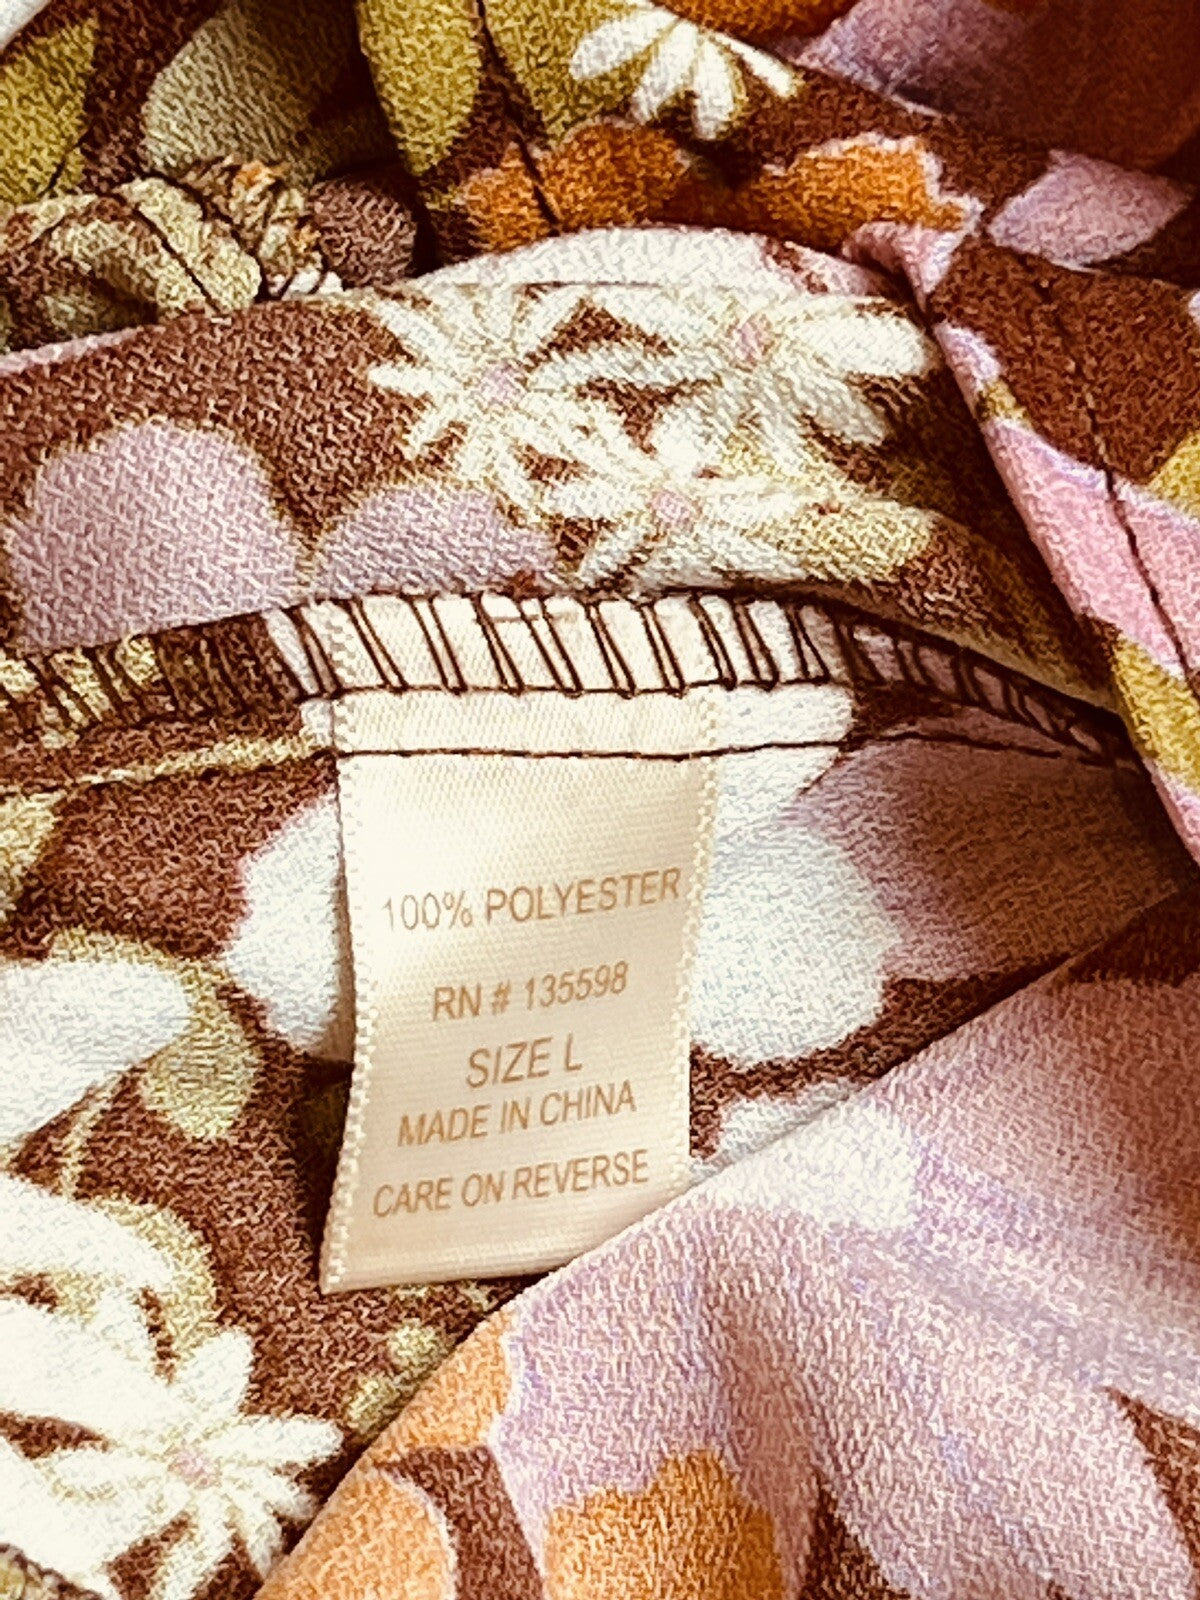 100% POLYESTER
RN # 135598
SIZE L
MADE IN CHINA
CARE ON REVERSE